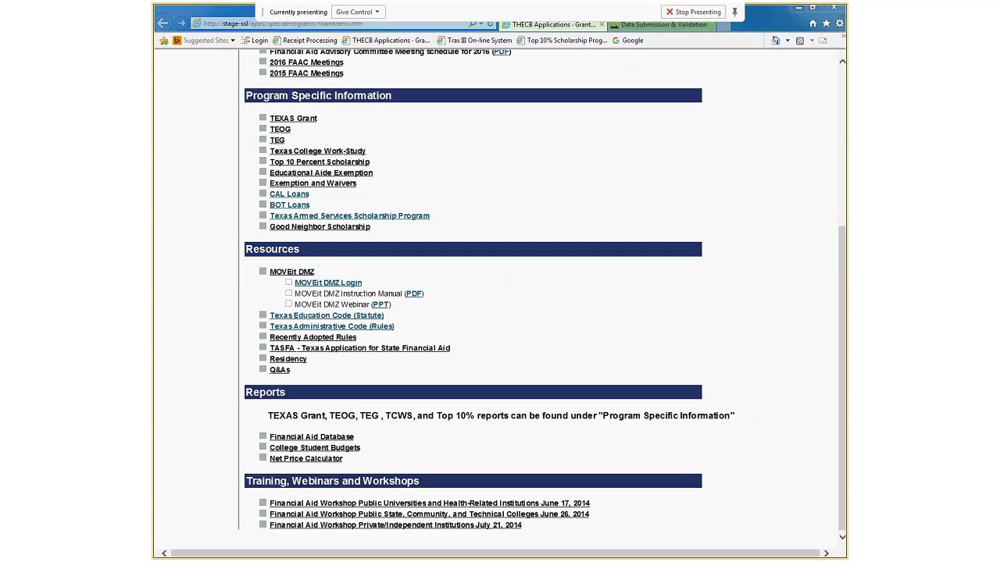 Currently presenting
Give Control
Stop Presenting
http://stage-ssl/apps/SpecialPrograms/MainMenu.cfm
THECB Applications - Grant...
Data Submission & Validation
Suggested Sites
Login
Receipt Processing
THECB Applications - Gra...
Trax III On-line System
Top 10% Scholarship Prog...
Google
Financial Aid Advisory Committee Meeting schedule for 2016 (PDF)
2016 FAAC Meetings
2015 FAAC Meetings
Program Specific Information
TEXAS Grant
TEOG
TEG
Texas College Work-Study
Top 10 Percent Scholarship
Educational Aide Exemption
Exemption and Waivers
CAL Loans
BOT Loans
Texas Armed Services Scholarship Program
Good Neighbor Scholarship
Resources
MOVEit DMZ
MOVEit DMZ Login
MOVEit DMZ Instruction Manual (PDF)
MOVEit DMZ Webinar (PPT)
Texas Education Code (Statute)
Texas Administrative Code (Rules)
Recently Adopted Rules
TASFA - Texas Application for State Financial Aid
Residency
Q&As
Reports
TEXAS Grant, TEOG, TEG , TCWS, and Top 10% reports can be found under "Program Specific Information"
Financial Aid Database
College Student Budgets
Net Price Calculator
Training, Webinars and Workshops
Financial Aid Workshop Public Universities and Health-Related Institutions June 17, 2014
Financial Aid Workshop Public State, Community, and Technical Colleges June 26, 2014
Financial Aid Workshop Private/Independent Institutions July 21, 2014